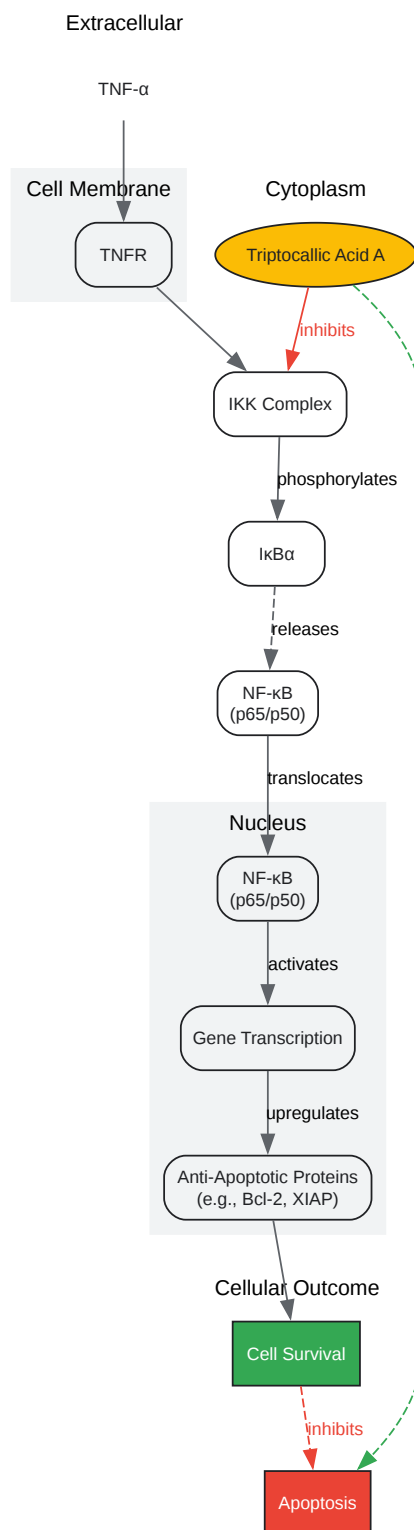 Extracellular
TNF-α
Cell Membrane
Cytoplasm
TNFR
Triptocallic Acid A
inhibits
IKK Complex
phosphorylates
IκBα
releases
NF-κB
(p65/p50)
translocates
Nucleus
NF-κB
(p65/p50)
activates
Gene Transcription
upregulates
Anti-Apoptotic Proteins
(e.g., Bcl-2, XIAP)
Cellular Outcome
Cell Survival
inhibits
Apoptosis